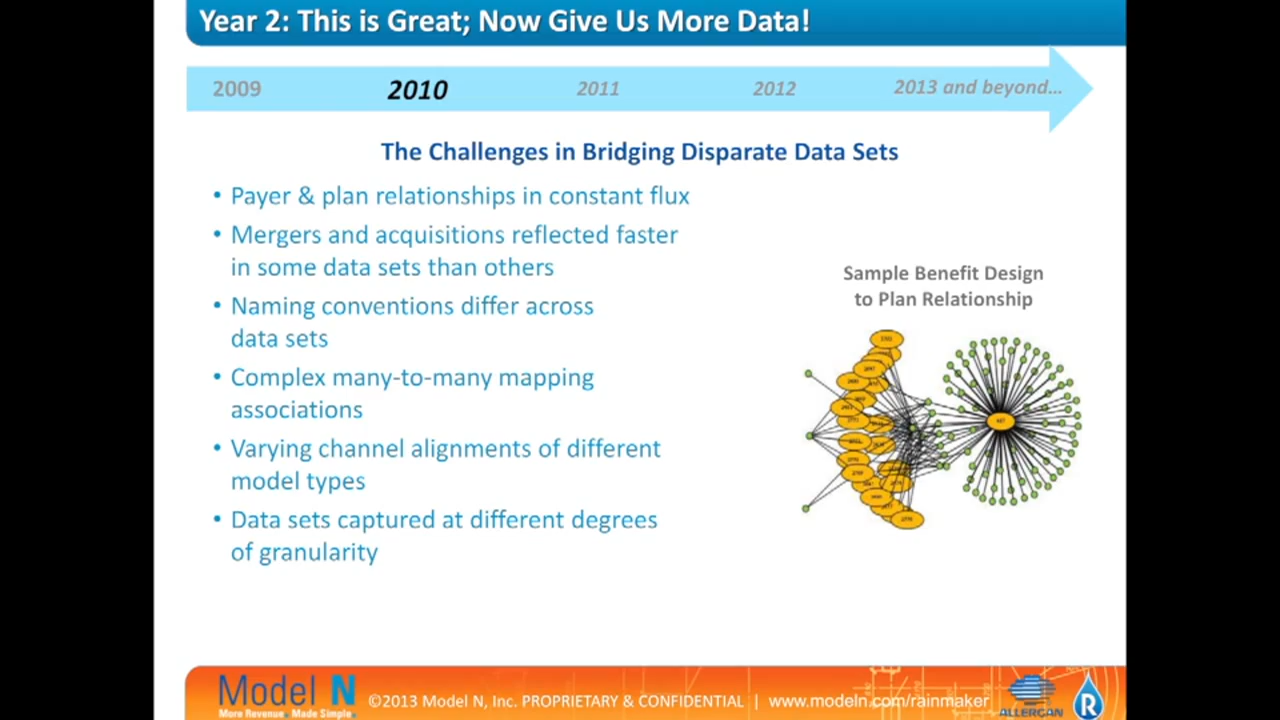 Year 2: This is Great; Now Give Us More Data!
2009
2010
2011
2012
2013 and beyond...
The Challenges in Bridging Disparate Data Sets
• Payer & plan relationships in constant flux
• Mergers and acquisitions reflected faster
in some data sets than others
• Naming conventions differ across
data sets
• Complex many-to-many mapping
associations
• Varying channel alignments of different
model types
• Data sets captured at different degrees
of granularity
Sample Benefit Design
to Plan Relationship
Model N
More Revenue. Made Simple.
©2013 Model N, Inc. PROPRIETARY & CONFIDENTIAL | www.modeln.com/rainmaker
ALLERGAN
R